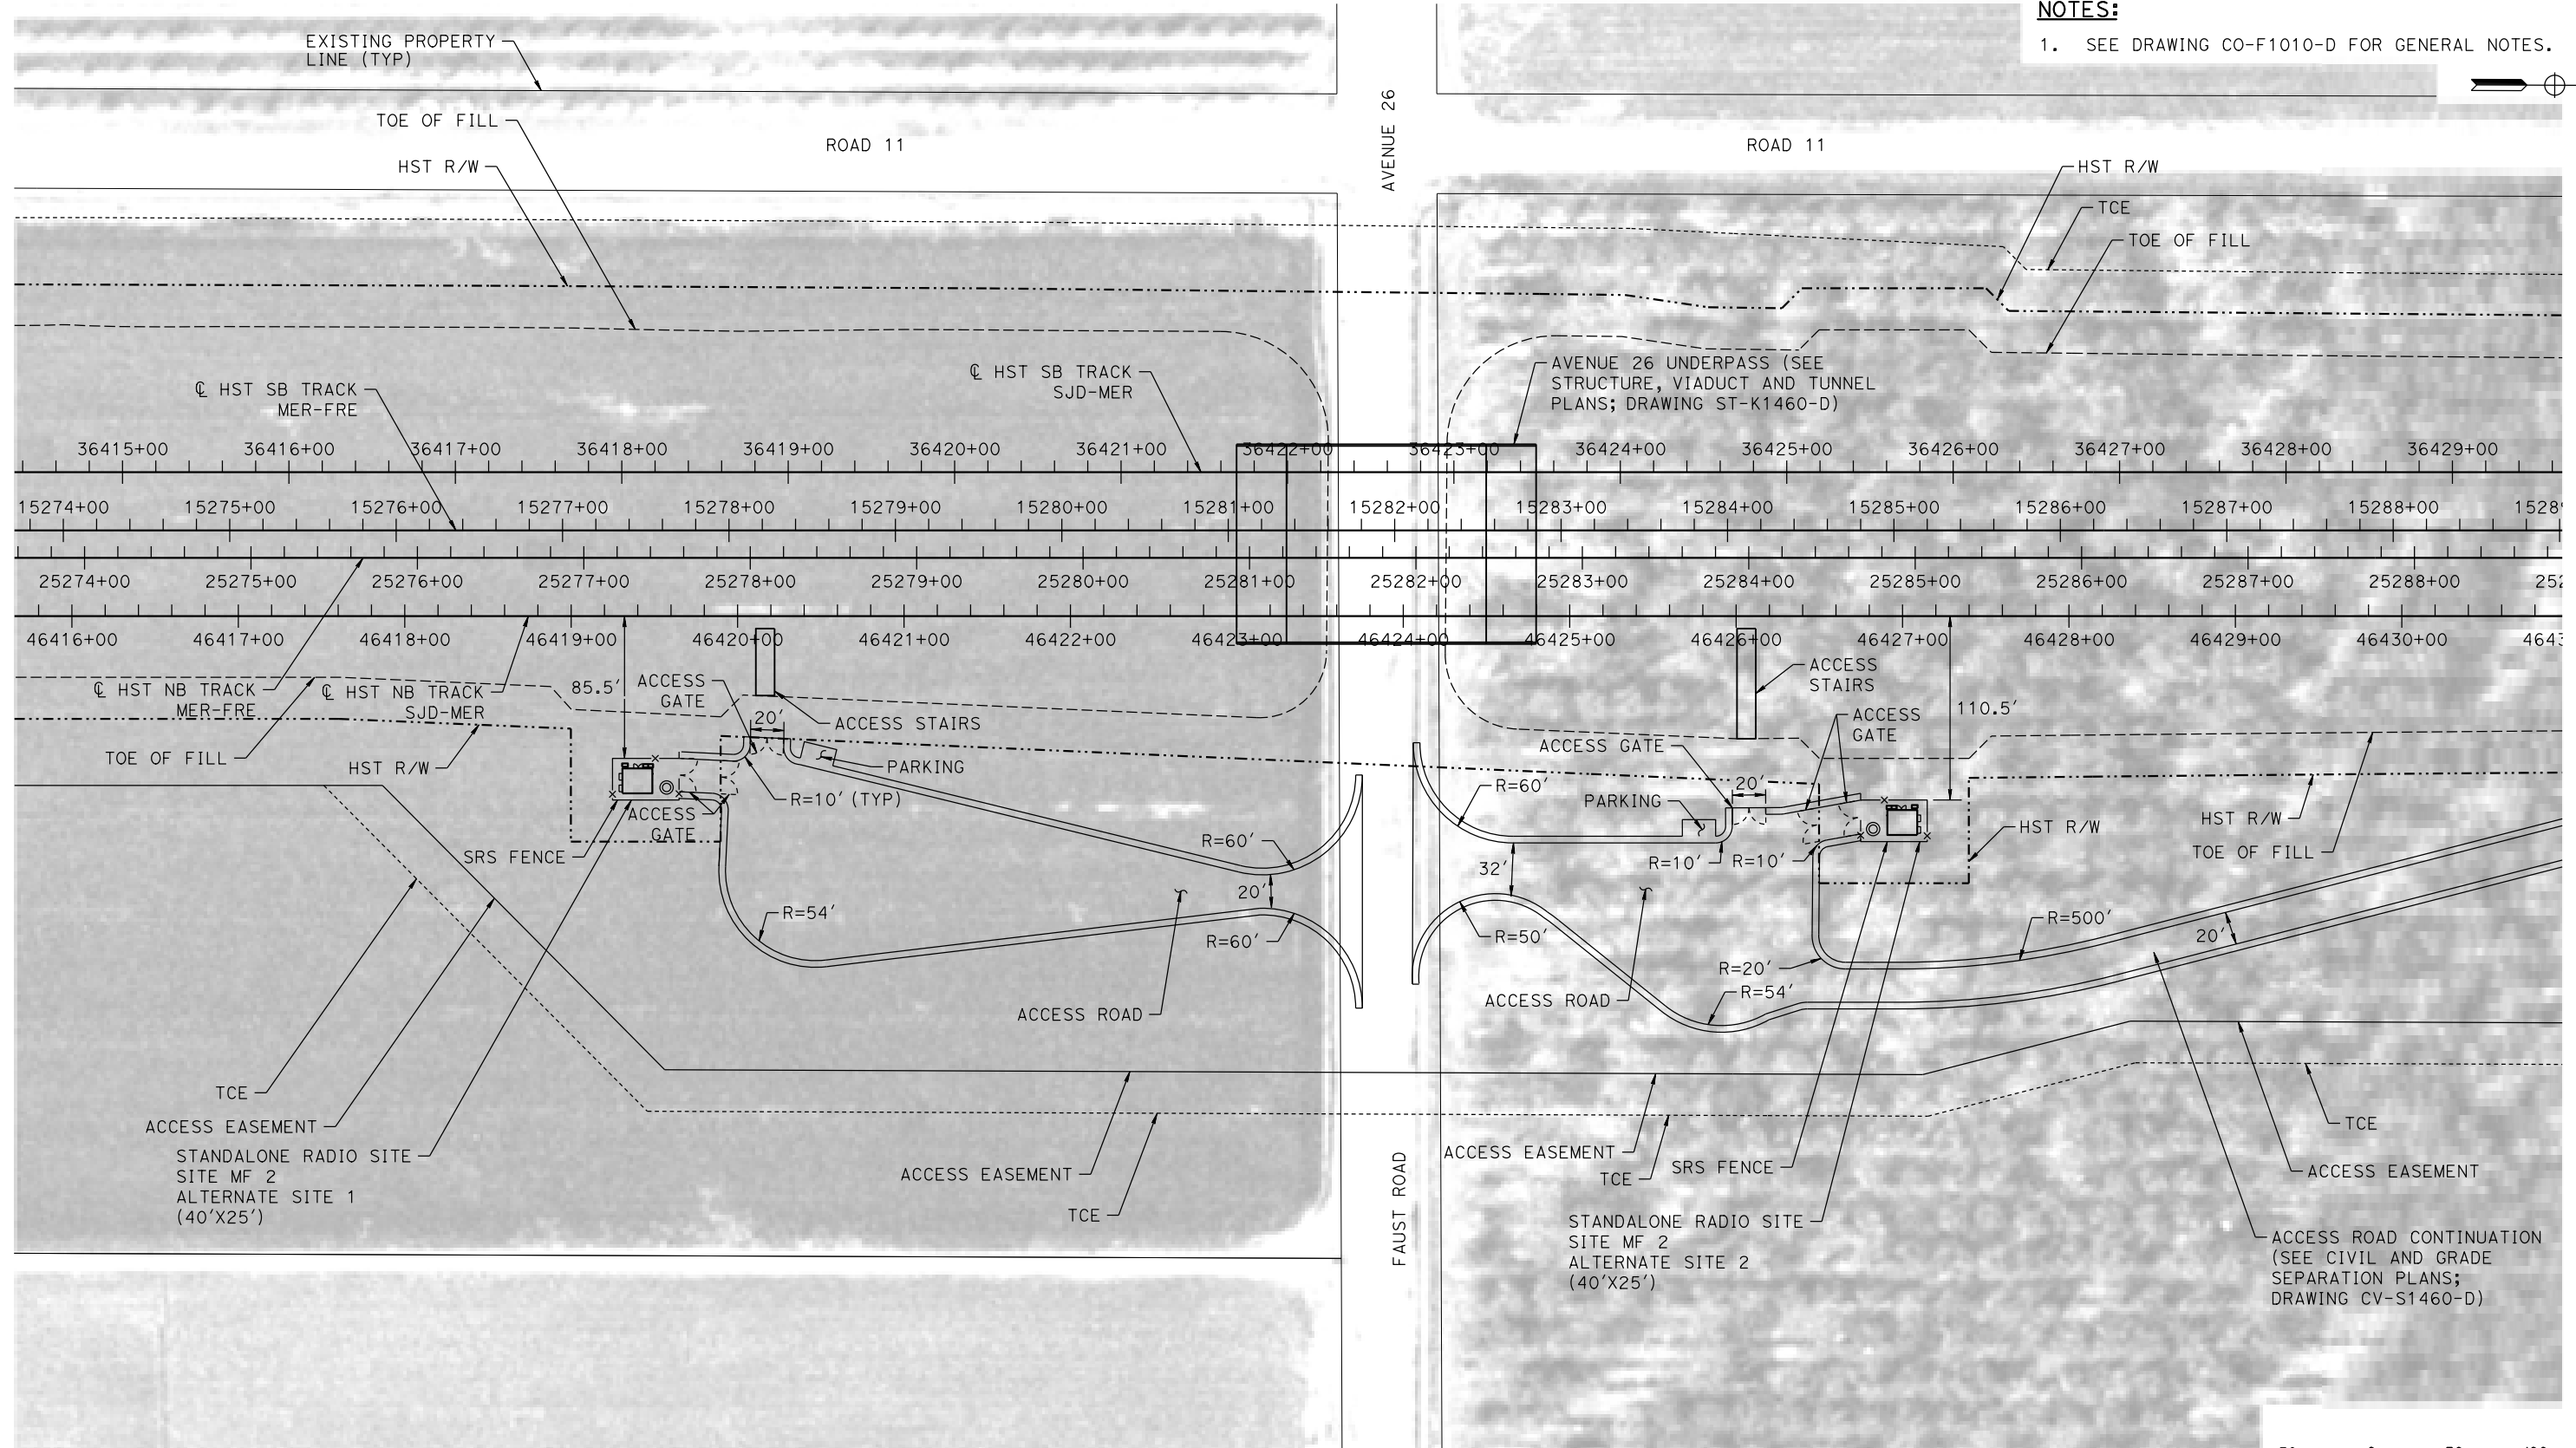 NOTES:
1. SEE DRAWING CO-F1010-D FOR GENERAL NOTES.
EXISTING PROPERTY
LINE (TYP)
TOE OF FILL
HST R/W
ROAD 11
AVENUE 26
ROAD 11
HST R/W
TCE
TOE OF FILL
AVENUE 26 UNDERPASS (SEE
STRUCTURE, VIADUCT AND TUNNEL
PLANS; DRAWING ST-K1460-D)
℄ HST SB TRACK
MER-FRE
℄ HST SB TRACK
SJD-MER
36415+00 36416+00 36417+00 36418+00 36419+00 36420+00 36421+00 36422+00 36423+00 36424+00 36425+00 36426+00 36427+00 36428+00 36429+00
15274+00 15275+00 15276+00 15277+00 15278+00 15279+00 15280+00 15281+00 15282+00 15283+00 15284+00 15285+00 15286+00 15287+00 15288+00
25274+00 25275+00 25276+00 25277+00 25278+00 25279+00 25280+00 25281+00 25282+00 25283+00 25284+00 25285+00 25286+00 25287+00 25288+00
46416+00 46417+00 46418+00 46419+00 46420+00 46421+00 46422+00 46423+00 46424+00 46425+00 46426+00 46427+00 46428+00 46429+00 46430+00
℄ HST NB TRACK
MER-FRE
℄ HST NB TRACK
SJD-MER
85.5'
ACCESS
GATE
20'
ACCESS STAIRS
TOE OF FILL
HST R/W
PARKING
R=10' (TYP)
ACCESS
GATE
SRS FENCE
R=54'
R=60'
20'
R=60'
ACCESS ROAD
TCE
ACCESS EASEMENT
STANDALONE RADIO SITE
SITE MF 2
ALTERNATE SITE 1
(40'X25')
ACCESS EASEMENT
TCE
FAUST ROAD
ACCESS
STAIRS
110.5'
ACCESS
GATE
ACCESS GATE
20'
R=60'
PARKING
R=10'
R=10'
32'
R=50'
HST R/W
HST R/W
TOE OF FILL
R=500'
20'
R=20'
R=54'
ACCESS ROAD
ACCESS EASEMENT
TCE
SRS FENCE
STANDALONE RADIO SITE
SITE MF 2
ALTERNATE SITE 2
(40'X25')
TCE
ACCESS EASEMENT
ACCESS ROAD CONTINUATION
(SEE CIVIL AND GRADE
SEPARATION PLANS;
DRAWING CV-S1460-D)